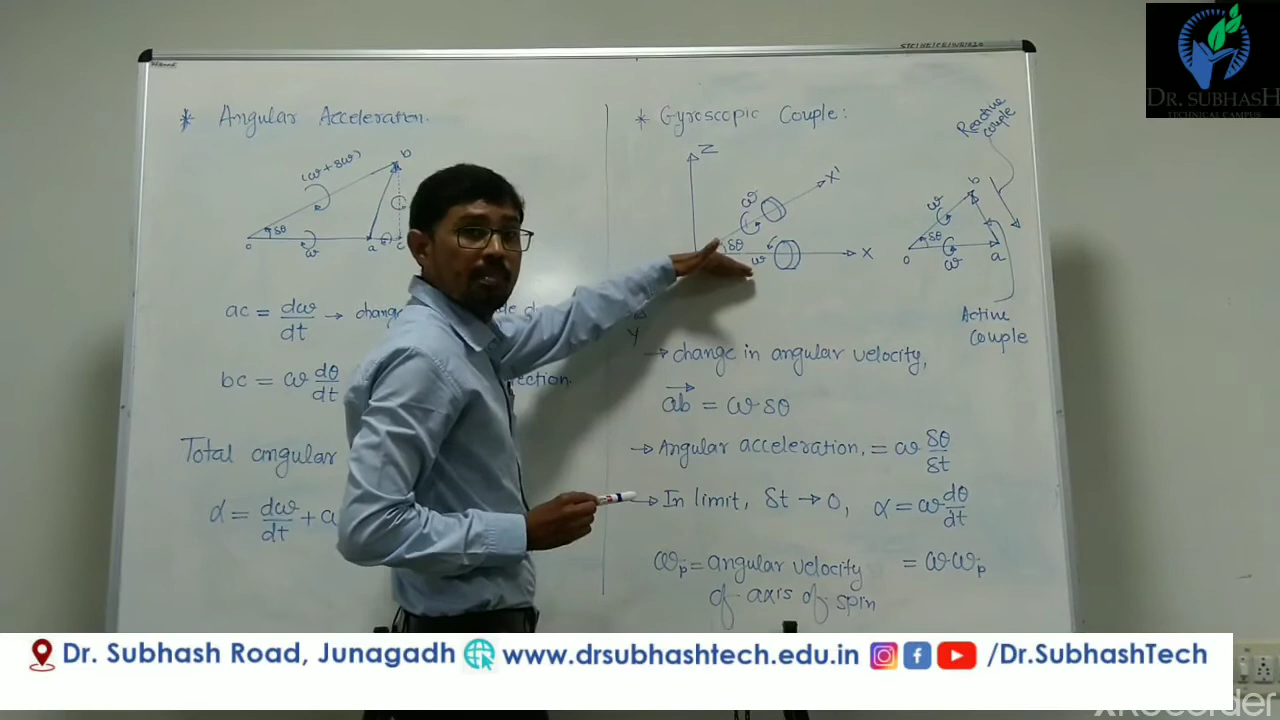 DR. SUBHASH
TECHNICAL CAMPUS
* Angular Acceleration.
(ω + δω)
b
δθ
o
ω
a
c
ac = dω/dt → change
bc = ω dθ/dt
rection.
Total angular
α = dω/dt +
* Gyroscopic Couple:
Z
X'
ω
δθ
ω
X
Y
Reactive
couple
b
ω
δθ
o
ω
a
Active
Couple
→ change in angular velocity,
ab = ω δθ
→ Angular acceleration, = ω δθ/δt
→ In limit, δt → 0, α = ω dθ/dt
ωp = angular velocity = ω·ωp
of axis of spin
Dr. Subhash Road, Junagadh www.drsubhashtech.edu.in /Dr.SubhashTech